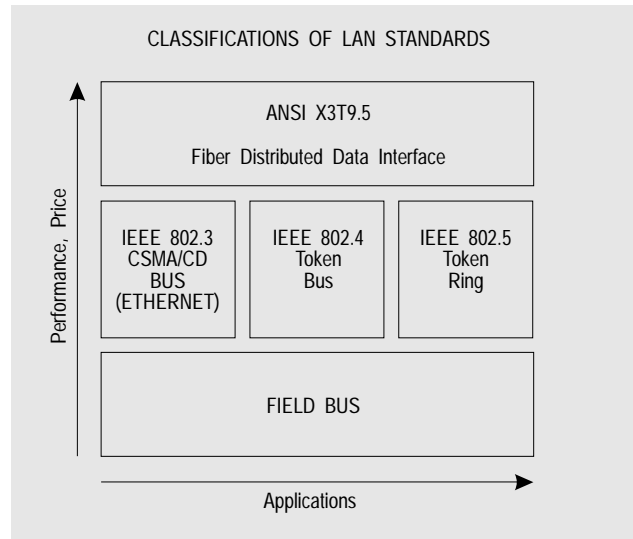 CLASSIFICATIONS OF LAN STANDARDS
ANSI X3T9.5
Fiber Distributed Data Interface
Performance, Price
IEEE 802.3
CSMA/CD
BUS
(ETHERNET)
IEEE 802.4
Token
Bus
IEEE 802.5
Token
Ring
FIELD BUS
Applications